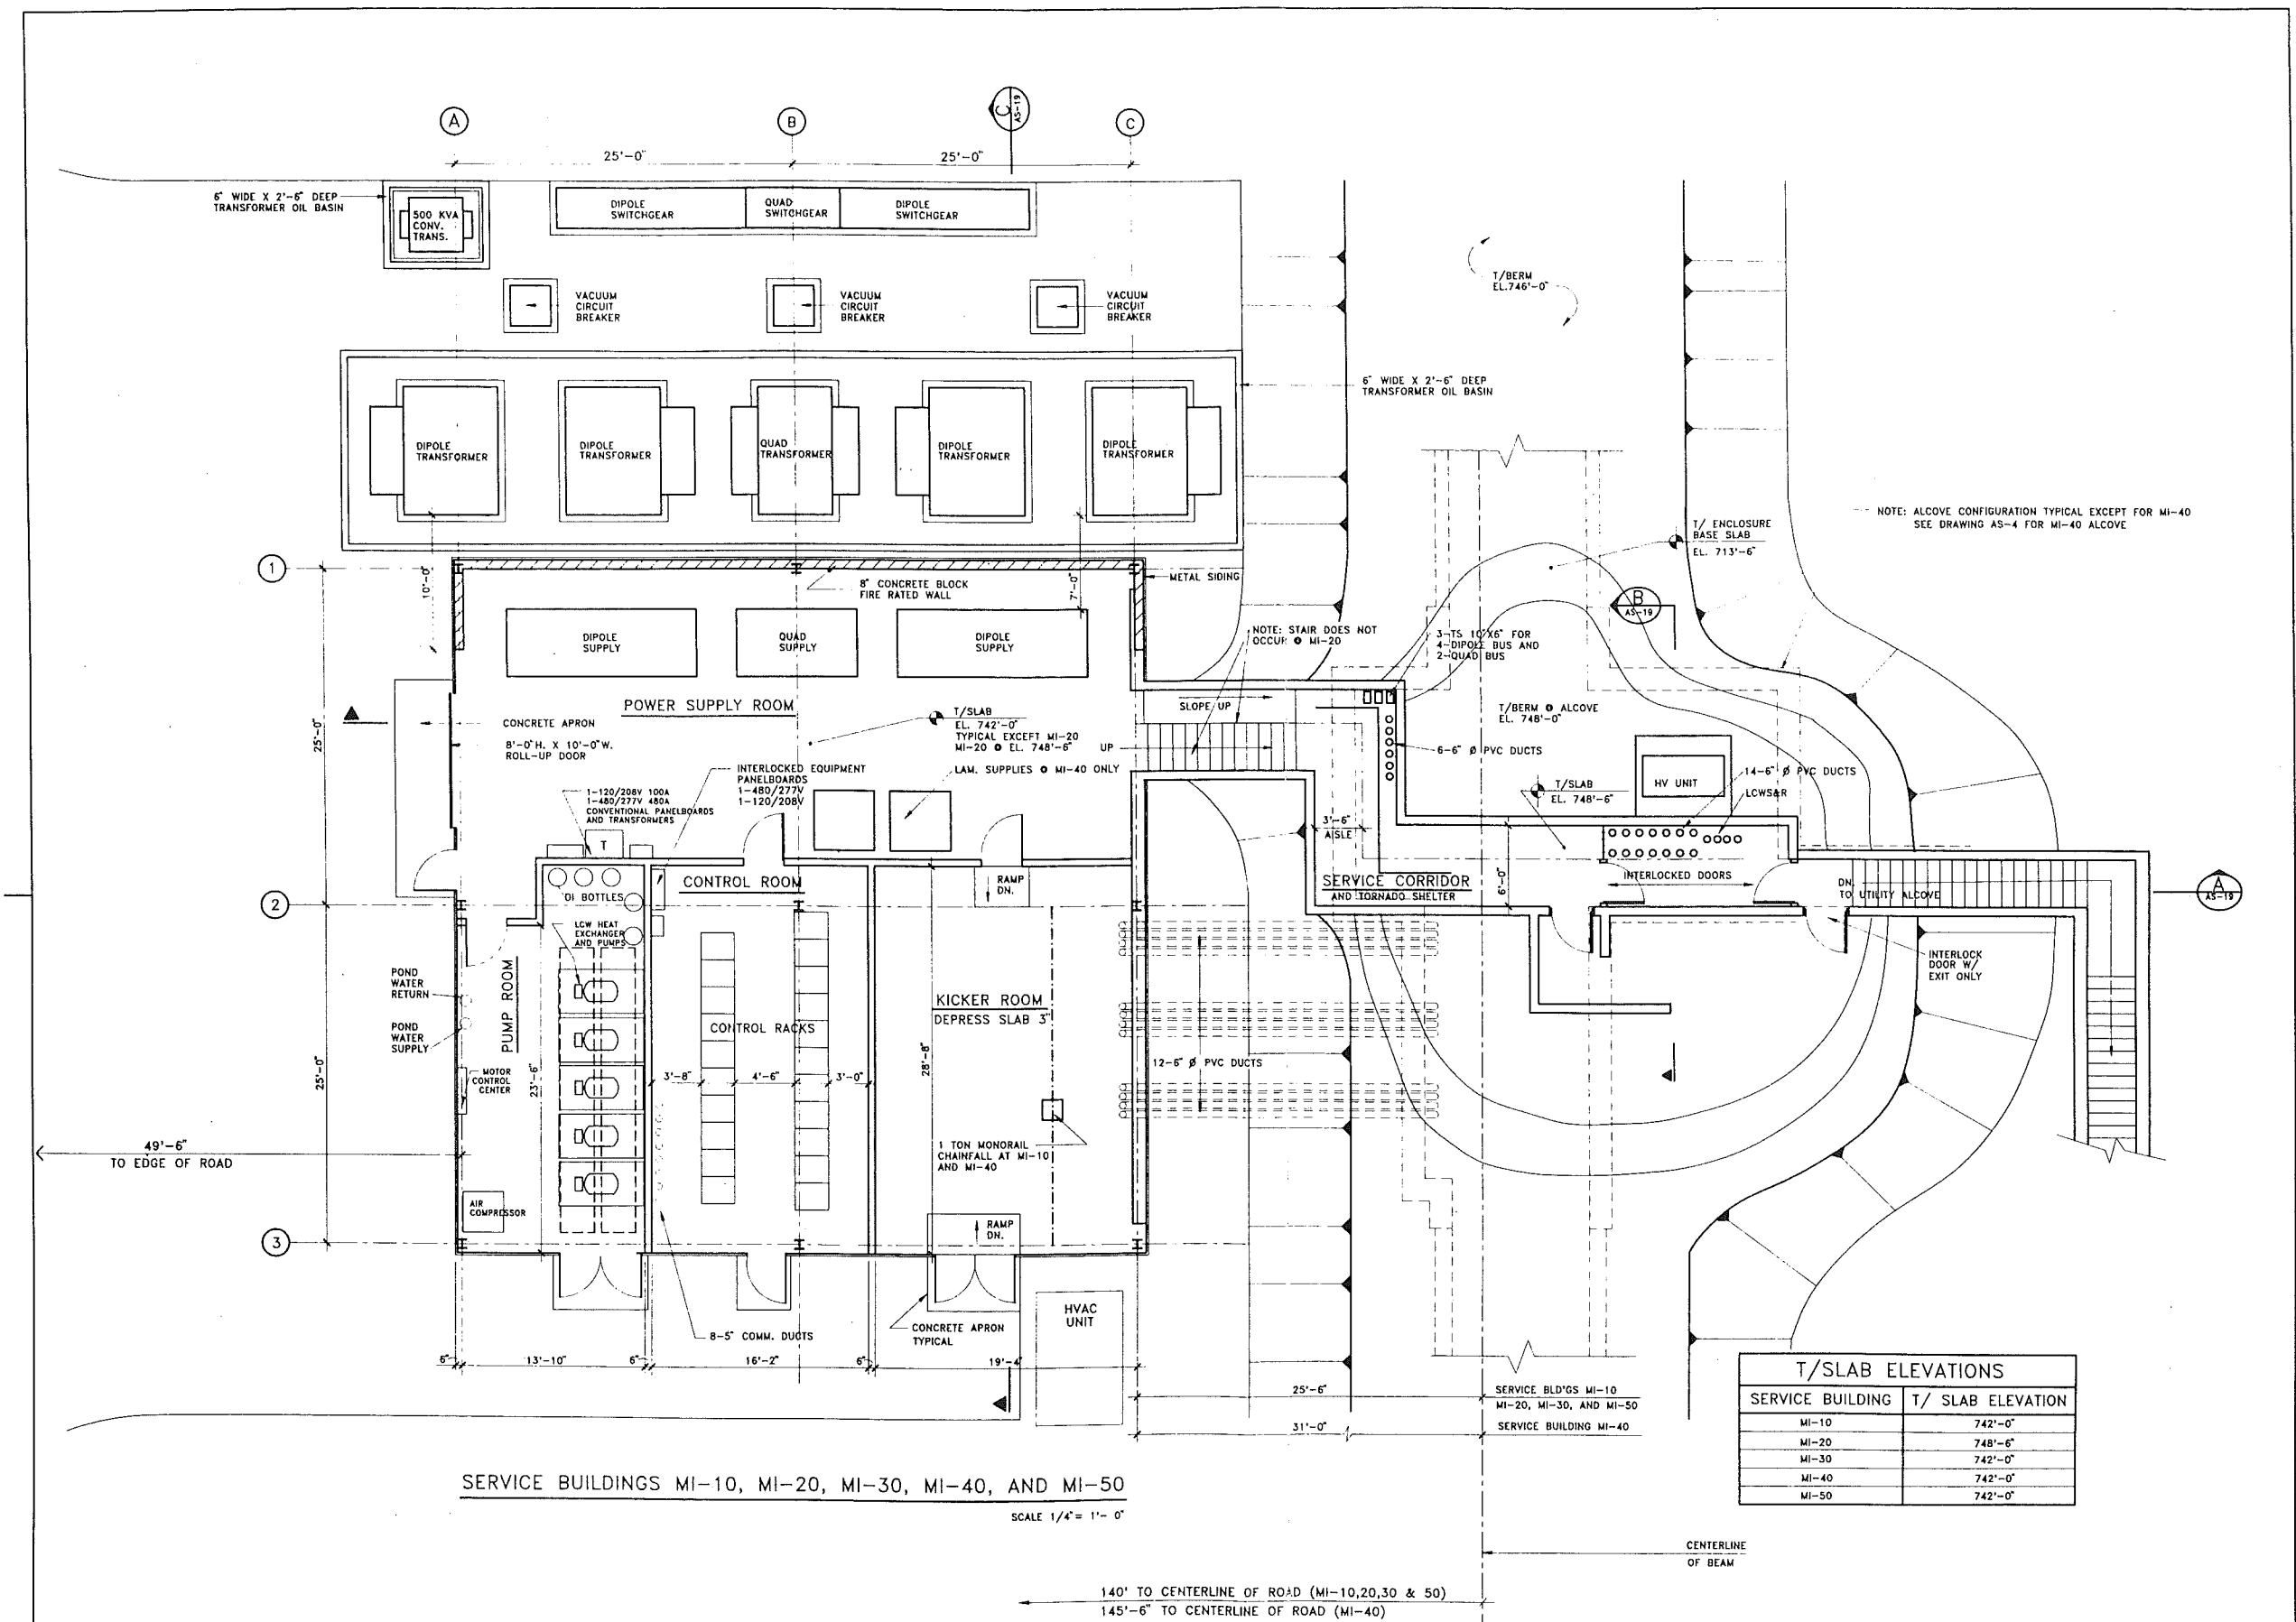 A
B
C
C
AS-19
25'-0"
25'-0"
6" WIDE X 2'-6" DEEP
TRANSFORMER OIL BASIN
500 KVA
CONV.
TRANS.
DIPOLE
SWITCHGEAR
QUAD
SWITCHGEAR
DIPOLE
SWITCHGEAR
VACUUM
CIRCUIT
BREAKER
VACUUM
CIRCUIT
BREAKER
VACUUM
CIRCUIT
BREAKER
T/BERM
EL.746'-0"
6" WIDE X 2'-6" DEEP
TRANSFORMER OIL BASIN
DIPOLE
TRANSFORMER
DIPOLE
TRANSFORMER
QUAD
TRANSFORMER
DIPOLE
TRANSFORMER
DIPOLE
TRANSFORMER
NOTE: ALCOVE CONFIGURATION TYPICAL EXCEPT FOR MI-40
SEE DRAWING AS-4 FOR MI-40 ALCOVE
T/ ENCLOSURE
BASE SLAB
EL. 713'-6"
1
10'-0"
8" CONCRETE BLOCK
FIRE RATED WALL
7'-0"
METAL SIDING
B
AS-19
DIPOLE
SUPPLY
QUAD
SUPPLY
DIPOLE
SUPPLY
NOTE: STAIR DOES NOT
OCCUR @ MI-20
3-TS 10"X6" FOR
4-DIPOLE BUS AND
2-QUAD BUS
POWER SUPPLY ROOM
SLOPE UP
T/BERM @ ALCOVE
EL. 748'-0"
CONCRETE APRON
8'-0"H. X 10'-0"W.
ROLL-UP DOOR
T/SLAB
EL. 742'-0"
TYPICAL EXCEPT MI-20
MI-20 @ EL. 748'-6"
UP
25'-0"
6-6" Ø PVC DUCTS
INTERLOCKED EQUIPMENT
PANELBOARDS
1-480/277V
1-120/208V
LAM. SUPPLIES @ MI-40 ONLY
1-120/208V 100A
1-480/277V 480A
CONVENTIONAL PANELBOARDS
AND TRANSFORMERS
T
T/SLAB
EL. 748'-6"
HV UNIT
14-6" Ø PVC DUCTS
LCWS&R
3'-6"
AISLE
6'-0"
CONTROL ROOM
RAMP
DN.
SERVICE CORRIDOR
AND TORNADO SHELTER
INTERLOCKED DOORS
DN.
TO UTILITY ALCOVE
A
AS-19
2
DI BOTTLES
LCW HEAT
EXCHANGER
AND PUMPS
INTERLOCK
DOOR W/
EXIT ONLY
POND
WATER
RETURN
PUMP ROOM
KICKER ROOM
DEPRESS SLAB 3"
CONTROL RACKS
POND
WATER
SUPPLY
12-6" Ø PVC DUCTS
25'-0"
MOTOR
CONTROL
CENTER
23'-6"
3'-8"
4'-6"
3'-0"
28'-8"
49'-6"
TO EDGE OF ROAD
1 TON MONORAIL
CHAINFALL AT MI-10
AND MI-40
AIR
COMPRESSOR
RAMP
DN.
3
HVAC
UNIT
8-5" COMM. DUCTS
CONCRETE APRON
TYPICAL
6"
13'-10"
6"
16'-2"
6"
19'-4"
25'-6"
SERVICE BLD'GS MI-10
MI-20, MI-30, AND MI-50
31'-0"
SERVICE BUILDING MI-40
T/SLAB ELEVATIONS
SERVICE BUILDING T/ SLAB ELEVATION
MI-10 742'-0"
MI-20 748'-6"
MI-30 742'-0"
MI-40 742'-0"
MI-50 742'-0"
SERVICE BUILDINGS MI-10, MI-20, MI-30, MI-40, AND MI-50
SCALE 1/4"= 1'- 0"
CENTERLINE
OF BEAM
140' TO CENTERLINE OF ROAD (MI-10,20,30 & 50)
145'-6" TO CENTERLINE OF ROAD (MI-40)